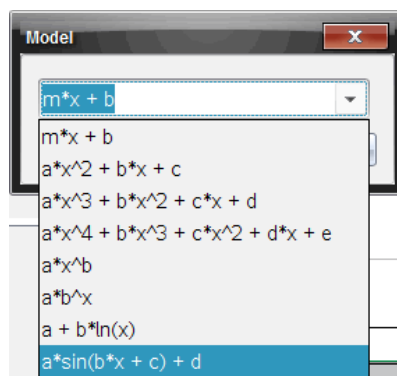 Model
m*x + b
m*x + b
a*x^2 + b*x + c
a*x^3 + b*x^2 + c*x + d
a*x^4 + b*x^3 + c*x^2 + d*x + e
a*x^b
a*b^x
a + b*ln(x)
a*sin(b*x + c) + d